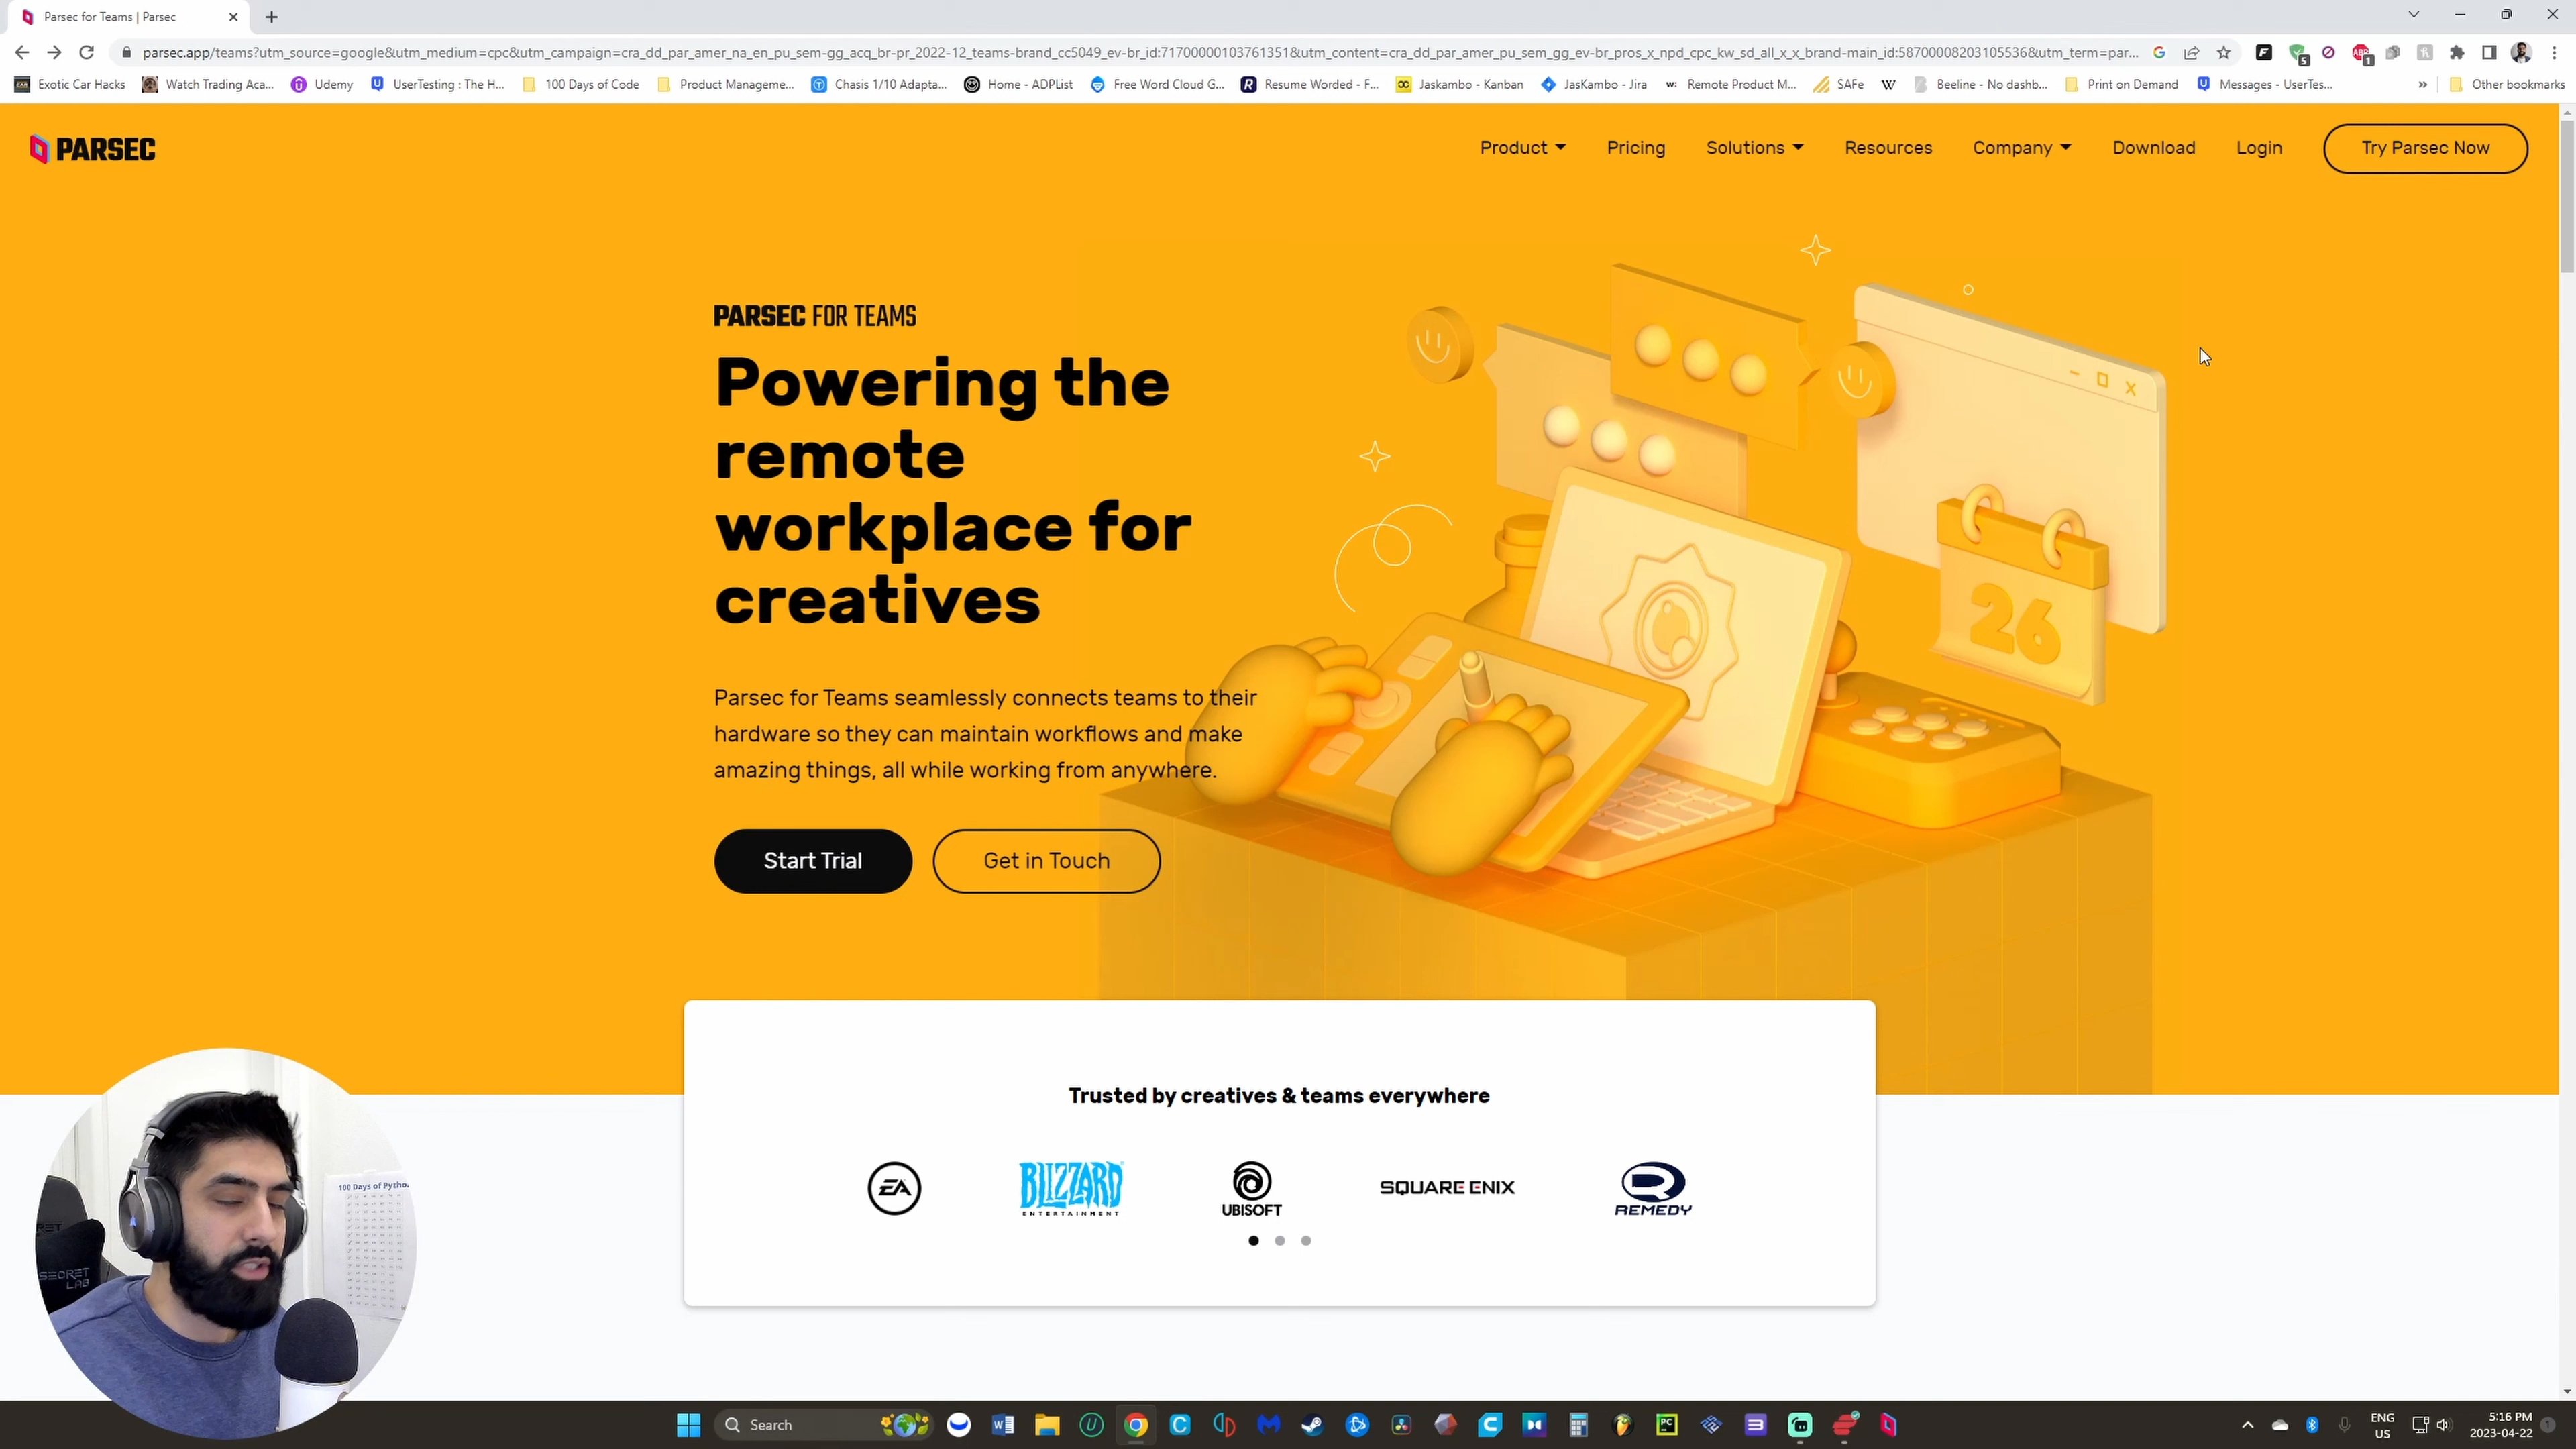 Parsec for Teams | Parsec
parsec.app/teams?utm_source=google&utm_medium=cpc&utm_campaign=cra_dd_par_amer_na_en_pu_sem-gg_acq_br-pr_2022-12_teams-brand_cc5049_ev-br_id:71700000103761351&utm_content=cra_dd_par_amer_pu_sem_gg_ev-br_pros_x_npd_cpc_kw_sd_all_x_x_brand-main_id:58700008203105536&utm_term=par...
Exotic Car Hacks Watch Trading Aca... Udemy UserTesting : The H... 100 Days of Code Product Manageme... Chasis 1/10 Adapta... Home - ADPList Free Word Cloud G... Resume Worded - F... Jaskambo - Kanban JasKambo - Jira Remote Product M... SAFe Beeline - No dashb... Print on Demand Messages - UserTes... Other bookmarks
PARSEC
Product Pricing Solutions Resources Company Download Login Try Parsec Now
PARSEC FOR TEAMS
Powering the
remote
workplace for
creatives
26
Parsec for Teams seamlessly connects teams to their
hardware so they can maintain workflows and make
amazing things, all while working from anywhere.
Start Trial Get in Touch
Trusted by creatives & teams everywhere
EA
BLIZZARD
ENTERTAINMENT
UBISOFT
SQUARE ENIX
REMEDY
100 Days of Pytho
SECRET
LAB
Search
ENG
US
5:16 PM
2023-04-22